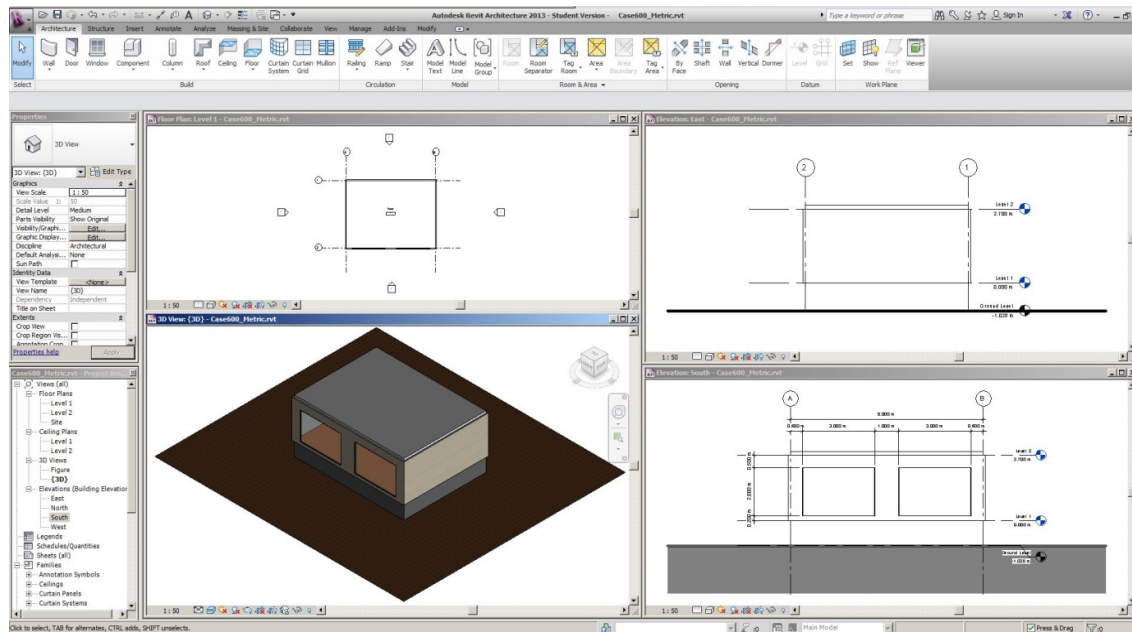 Autodesk Revit Architecture 2013 - Student Version - Case600_Metric.rvt
Type a keyword or phrase
Sign In
Architecture Structure Insert Annotate Analyze Massing & Site Collaborate View Manage Add-Ins Modify
Modify Wall Door Window Component Column Roof Ceiling Floor Curtain System Curtain Grid Mullion Railing Ramp Stair Model Text Model Line Model Group Room Room Separator Tag Room Area Area Boundary Tag Area By Face Shaft Wall Vertical Dormer Level Grid Set Show Ref Plane Viewer
Select Build Circulation Model Room & Area Opening Datum Work Plane
Properties
3D View
3D View: {3D} Edit Type
Graphics
View Scale 1 : 50
Scale Value 1: 50
Detail Level Medium
Parts Visibility Show Original
Visibility/Graphi... Edit...
Graphic Display... Edit...
Discipline Architectural
Default Analysi... None
Sun Path
Identity Data
View Template <None>
View Name {3D}
Dependency Independent
Title on Sheet
Extents
Crop View
Crop Region Vis...
Annotation Crop
Properties help Apply
Case600_Metric.rvt - Project
Views (all)
Floor Plans
Level 1
Level 2
Site
Ceiling Plans
Level 1
Level 2
3D Views
Figure
{3D}
Elevations (Building Elevation
East
North
South
West
Legends
Schedules/Quantities
Sheets (all)
Families
Annotation Symbols
Ceilings
Curtain Panels
Curtain Systems
Floor Plan: Level 1 - Case600_Metric.rvt
1 : 50
3D View: {3D} - Case600_Metric.rvt
1 : 50
Elevation: East - Case600_Metric.rvt
2 1
Level 2
2.700 m
Level 1
0.000 m
Ground Level
-1.020 m
1 : 50
Elevation: South - Case600_Metric.rvt
A B
8.000 m
3.000 m 1.000 m 3.000 m
2.000 m
Level 2
2.700 m
Level 1
0.000 m
Ground Level
-1.020 m
1 : 50
Click to select, TAB for alternates, CTRL adds, SHIFT unselects.
:0
Main Model
Press & Drag
:0